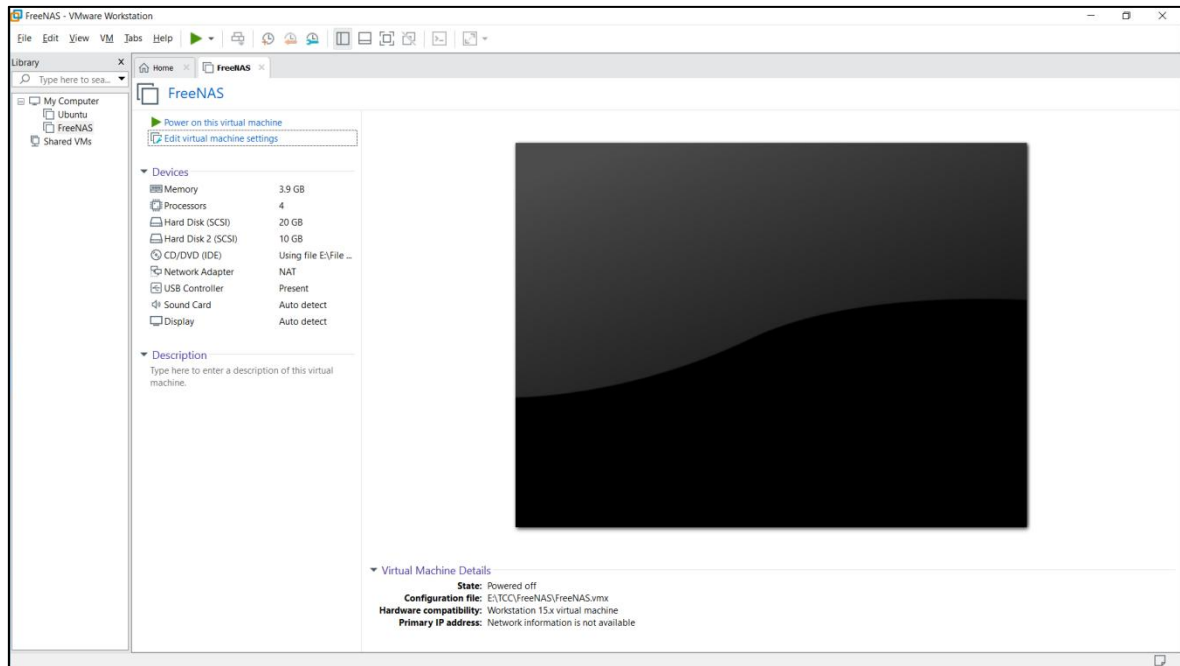 FreeNAS - VMware Workstation
File Edit View VM Tabs Help
Library X
Type here to sea...
My Computer
Ubuntu
FreeNAS
Shared VMs
Home FreeNAS
FreeNAS
Power on this virtual machine
Edit virtual machine settings
Devices
Memory 3.9 GB
Processors 4
Hard Disk (SCSI) 20 GB
Hard Disk 2 (SCSI) 10 GB
CD/DVD (IDE) Using file E:\File ...
Network Adapter NAT
USB Controller Present
Sound Card Auto detect
Display Auto detect
Description
Type here to enter a description of this virtual
machine.
Virtual Machine Details
State: Powered off
Configuration file: E:\TCC\FreeNAS\FreeNAS.vmx
Hardware compatibility: Workstation 15.x virtual machine
Primary IP address: Network information is not available